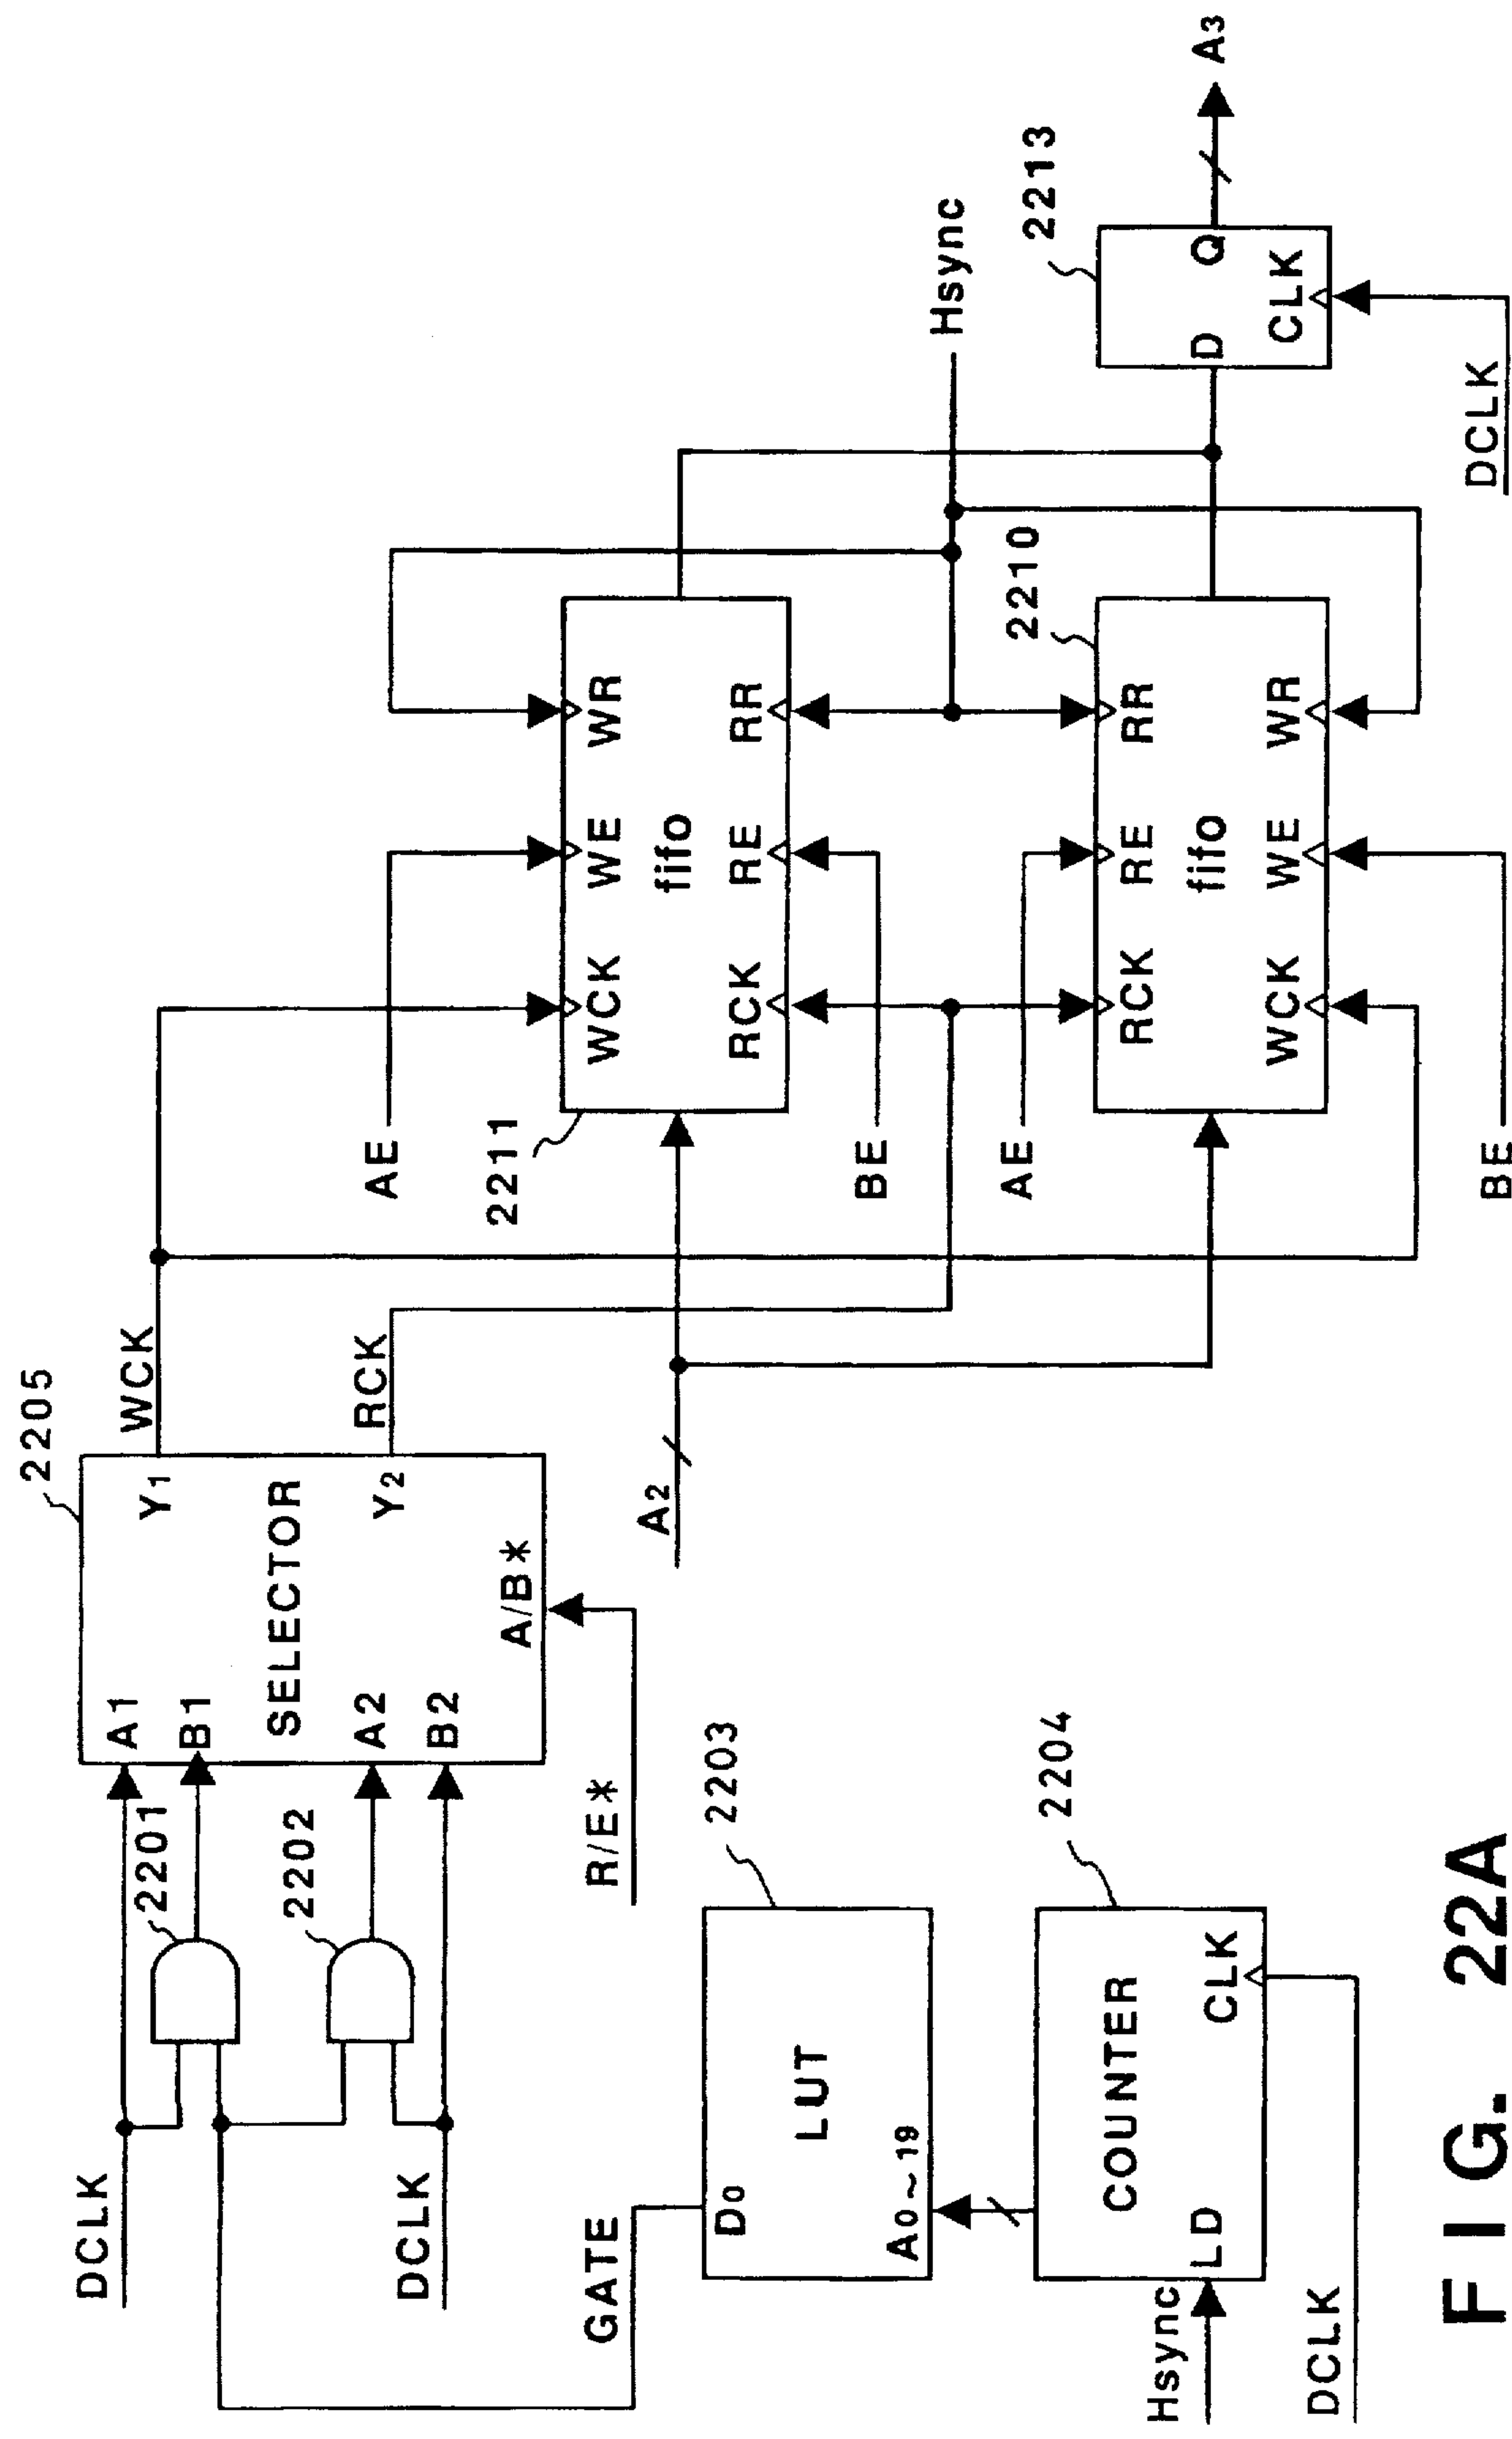 2205
DCLK
2201
A1
B1
Y1
WCK
SELECTOR
2202
A2
B2
Y2
RCK
DCLK
A/B*
R/E*
GATE
A2
AE
2211
WCK
WE
WR
fifo
RCK
RE
RR
BE
Hsync
AE
2210
RCK
RE
RR
fifo
WCK
WE
WR
BE
2213
D
Q
CLK
A3
DCLK
2203
D0
LUT
A0~19
2204
COUNTER
LD
CLK
Hsync
DCLK
FIG. 22A